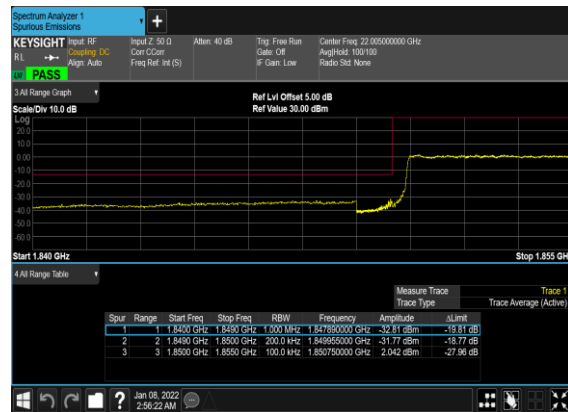 Spectrum Analyzer 1
Spurious Emissions
KEYSIGHT Input: RF Input Z: 50 Ω Atten: 40 dB Trig: Free Run Center Freq: 22.005000000 GHz
RL Coupling: DC Corr CCorr Gate: Off Avg|Hold: 100/100
Align: Auto Freq Ref: Int (S) IF Gain: Low Radio Std: None
PASS
3 All Range Graph
Ref Lvl Offset 5.00 dB
Scale/Div 10.0 dB Ref Value 30.00 dBm
Log
20.0
10.0
0.00
-10.0
-20.0
-30.0
-40.0
-50.0
-60.0
Start 1.840 GHz Stop 1.855 GH
4 All Range Table
Measure Trace Trace 1
Trace Type Trace Average (Active)
Spur Range Start Freq Stop Freq RBW Frequency Amplitude ΔLimit
1 1 1.8400 GHz 1.8490 GHz 1.000 MHz 1.847890000 GHz -32.81 dBm -19.81 dB
2 2 1.8490 GHz 1.8500 GHz 200.0 kHz 1.849955000 GHz -31.77 dBm -18.77 dB
3 3 1.8500 GHz 1.8550 GHz 100.0 kHz 1.850750000 GHz 2.042 dBm -27.96 dB
Jan 08, 2022
2:56:22 AM